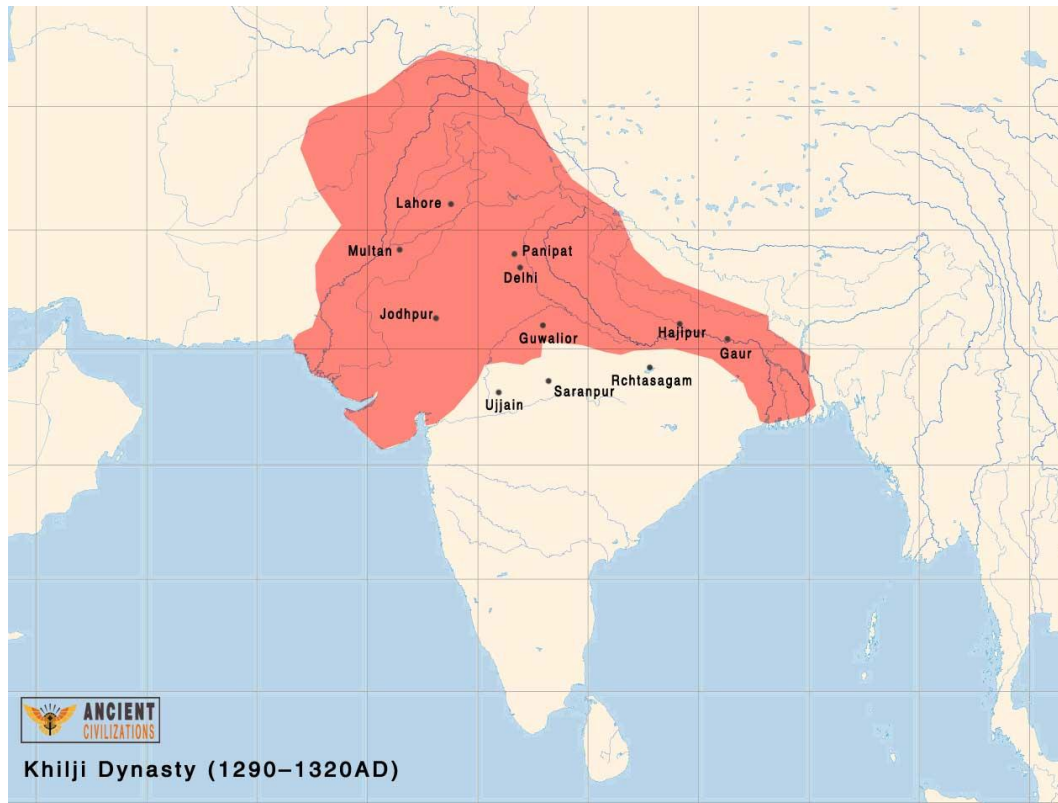 Lahore
Multan
Panipat
Delhi
Jodhpur
Guwalior
Hajipur
Gaur
Rchtasagam
Saranpur
Ujjain
ANCIENT
CIVILIZATIONS
Khilji Dynasty (1290–1320AD)